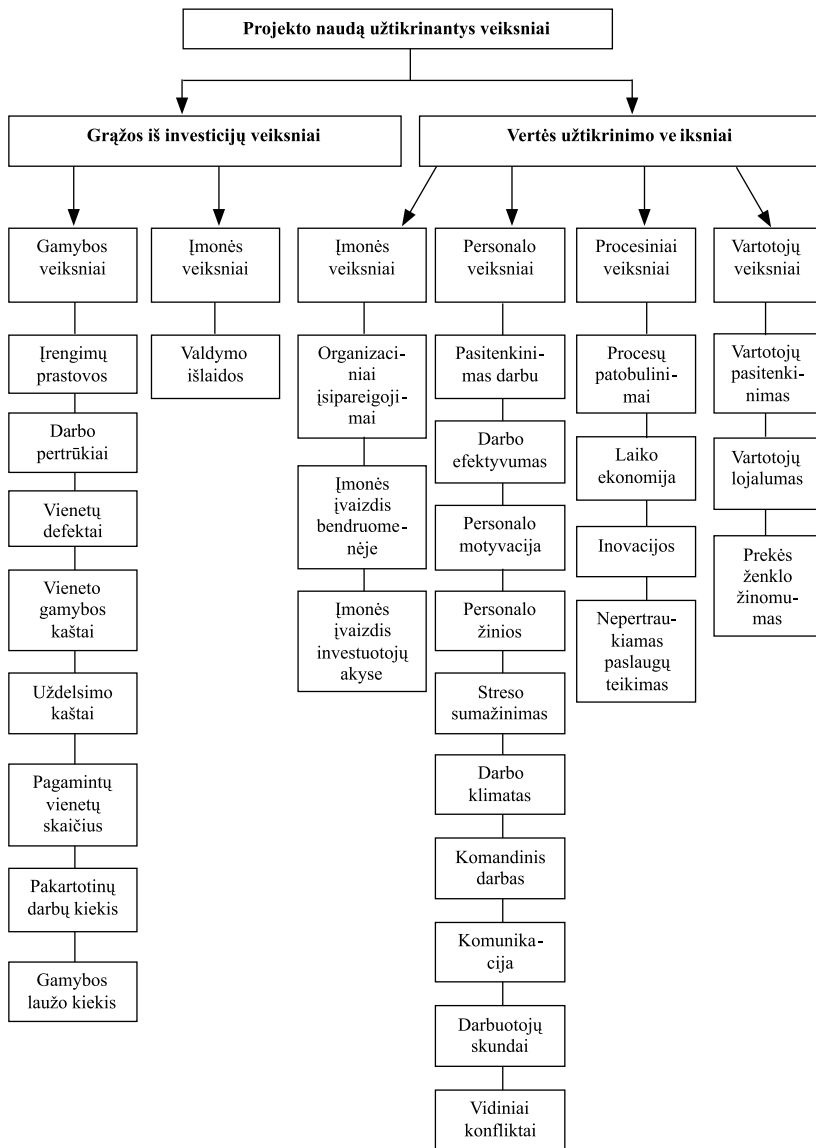 Projekto naudą užtikrinantys veiksniai
Grąžos iš investicijų veiksniai
Vertės užtikrinimo ve iksniai
Gamybos
veiksniai
Įmonės
veiksniai
Įmonės
veiksniai
Personalo
veiksniai
Procesiniai
veiksniai
Vartotojų
veiksniai
Įrengimų
prastovos
Darbo
pertrūkiai
Vienetų
defektai
Vieneto
gamybos
kaštai
Uždelsimo
kaštai
Pagamintų
vienetų
skaičius
Pakartotinų
darbų kiekis
Gamybos
laužo kiekis
Valdymo
išlaidos
Organizaci-
niai
įsipareigoji-
mai
Įmonės
įvaizdis
bendruome-
nėje
Įmonės
įvaizdis
investuotojų
akyse
Pasitenkini-
mas darbu
Darbo
efektyvumas
Personalo
motyvacija
Personalo
žinios
Streso
sumažinimas
Darbo
klimatas
Komandinis
darbas
Komunika-
cija
Darbuotojų
skundai
Vidiniai
konfliktai
Procesų
patobulini-
mai
Laiko
ekonomija
Inovacijos
Nepertrau-
kiamas
paslaugų
teikimas
Vartotojų
pasitenki-
nimas
Vartotojų
lojalumas
Prekės
ženklo
žinomu-
mas